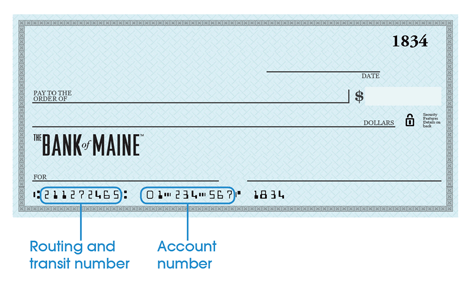 1834
DATE
PAY TO THE
ORDER OF
$
DOLLARS
Security
Features
Details on
back
THE BANK of MAINE™
FOR
⑆211272465⑆ 01⑉234⑉567⑈ 1834
Routing and
transit number
Account
number